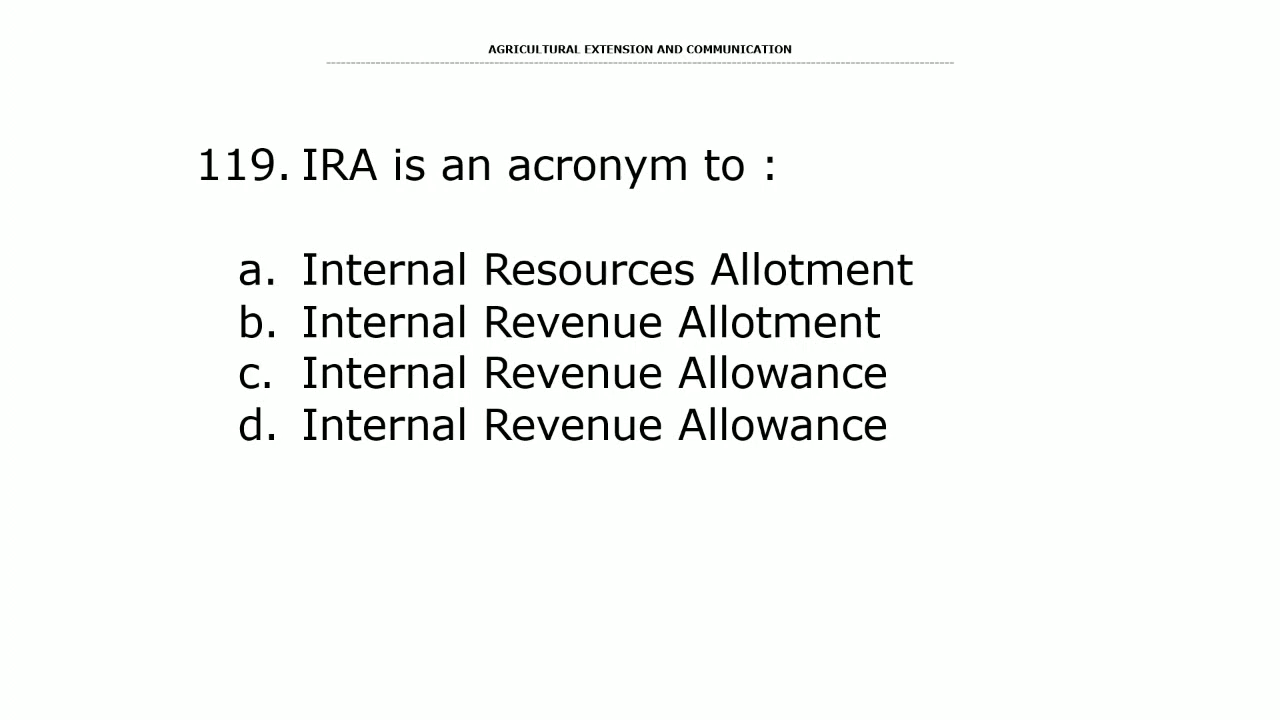 AGRICULTURAL EXTENSION AND COMMUNICATION
119. IRA is an acronym to :
a. Internal Resources Allotment
b. Internal Revenue Allotment
c. Internal Revenue Allowance
d. Internal Revenue Allowance